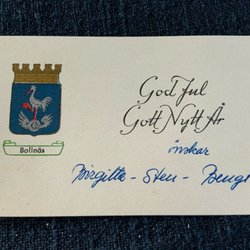 God Jul
Gott Nytt År
önskar
Birgitta - Sten - Bengt
Bollnäs